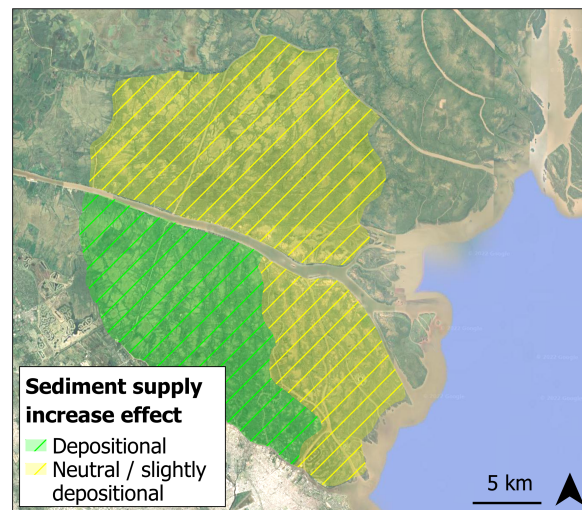 Sediment supply
increase effect
Depositional
Neutral / slightly
depositional
5 km